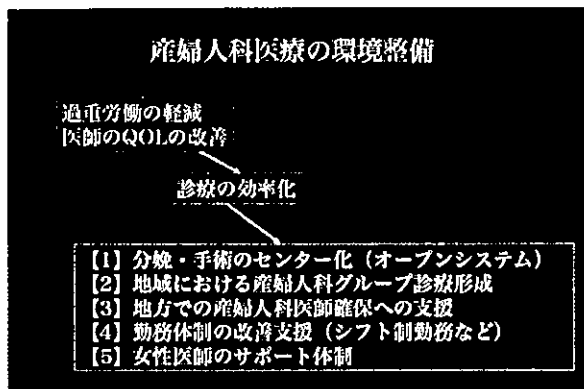 産婦人科医療の環境整備
過重労働の軽減
医師のQOLの改善
診療の効率化
【1】分娩・手術のセンター化（オープンシステム）
【2】地域における産婦人科グループ診療形成
【3】地方での産婦人科医師確保への支援
【4】勤務体制の改善支援（シフト制勤務など）
【5】女性医師のサポート体制